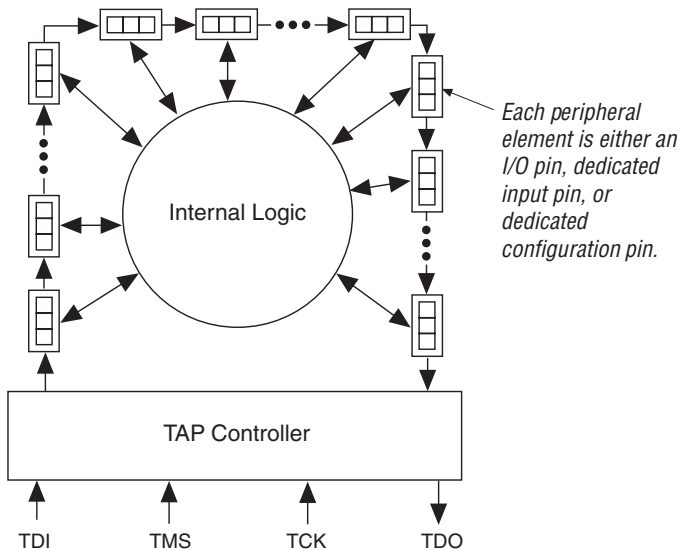 Each peripheral
element is either an
I/O pin, dedicated
input pin, or
dedicated
configuration pin.
Internal Logic
TAP Controller
TDI
TMS
TCK
TDO